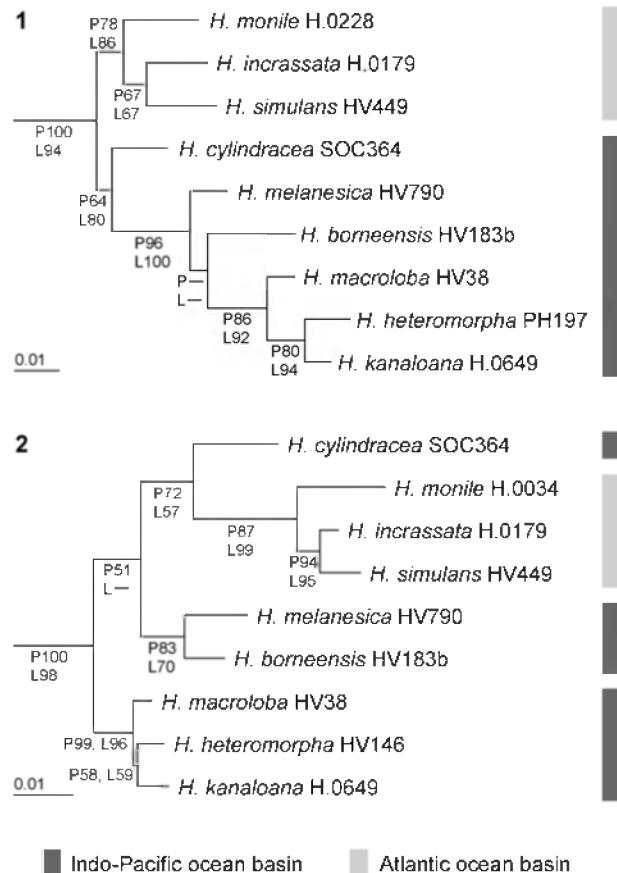 1
H. monile H.0228
P78
L86
H. incrassata H.0179
P67
L67
H. simulans HV449
P100
L94
H. cylindracea SOC364
P64
L80
H. melanesica HV790
P96
L100
H. borneensis HV183b
P—
L—
H. macroloba HV38
P86
L92
H. heteromorpha PH197
P80
L94
H. kanaloana H.0649
0.01
2
H. cylindracea SOC364
P72
L57
H. monile H.0034
P87
L99
H. incrassata H.0179
P94
L95
H. simulans HV449
P51
L—
H. melanesica HV790
P83
L70
H. borneensis HV183b
P100
L98
H. macroloba HV38
P99, L96
H. heteromorpha HV146
P58, L59
H. kanaloana H.0649
0.01
Indo-Pacific ocean basin Atlantic ocean basin